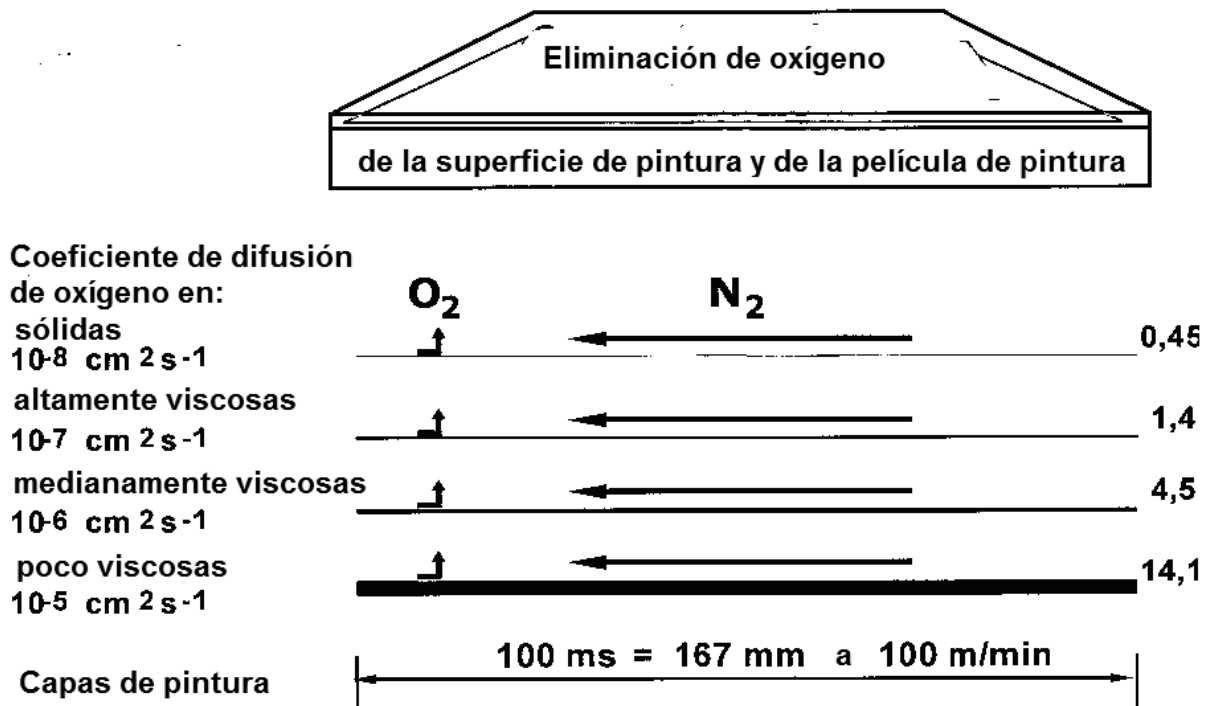 Eliminación de oxígeno
de la superficie de pintura y de la película de pintura
Coeficiente de difusión
de oxígeno en:
O2
N2
sólidas
10-8 cm 2 s -1
0,45
altamente viscosas
10-7 cm 2 s -1
1,4
medianamente viscosas
10-6 cm 2 s -1
4,5
poco viscosas
10-5 cm 2 s -1
14,1
100 ms = 167 mm a 100 m/min
Capas de pintura